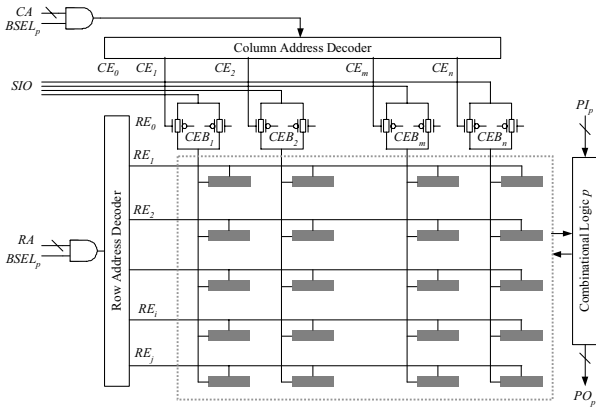 CA
BSELp
Column Address Decoder
CE0 CE1 CE2 CEm CEn
SIO
PIp
RE0 CEB1 CEB2 CEBm CEBn
RE1
RE2
RA
BSELp
Row Address Decoder
Combinational Logic p
REi
REj
POp